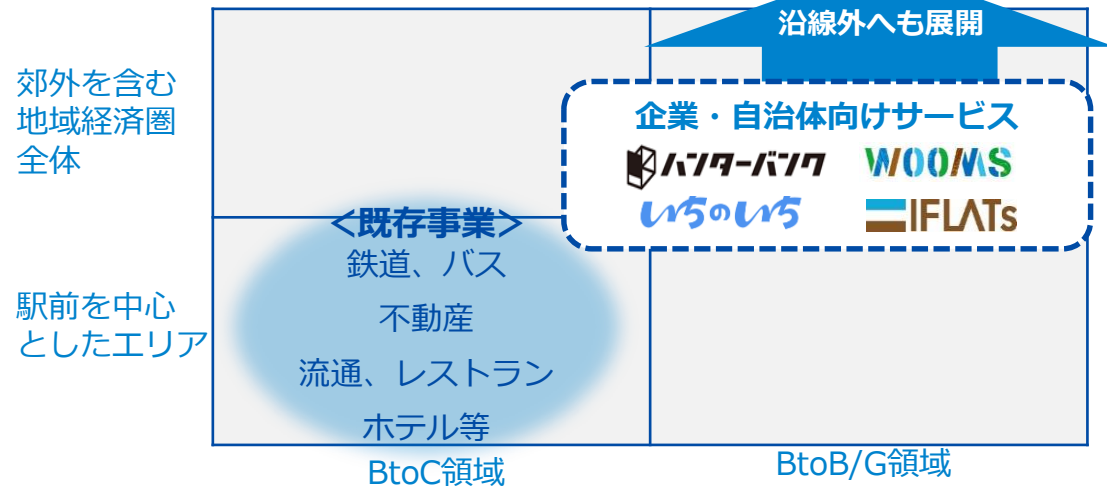 沿線外へも展開
郊外を含む
地域経済圏
全体
企業・自治体向けサービス
ハンターバンク WOOMS
いちのいち IFLATs
<既存事業>
鉄道、バス
不動産
流通、レストラン
ホテル等
駅前を中心
としたエリア
BtoC領域
BtoB/G領域